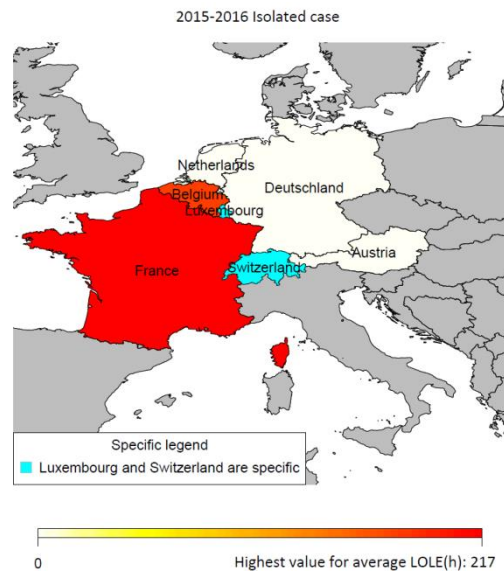 2015-2016 Isolated case
Netherlands
Deutschland
Belgium
Luxembourg
Austria
Switzerland
France
Specific legend
Luxembourg and Switzerland are specific
0
Highest value for average LOLE(h): 217